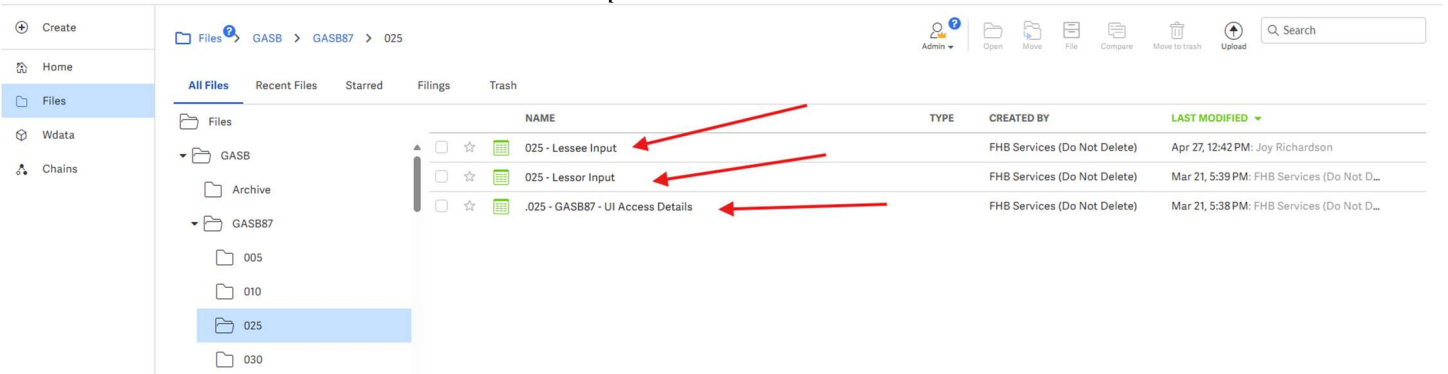 Create
Home
Files
Wdata
Chains
Files ? > GASB > GASB87 > 025
Admin ?
Open
Move
File
Compare
Move to trash
Upload
Search
All Files Recent Files Starred Filings Trash
Files
GASB
Archive
GASB87
005
010
025
030
NAME TYPE CREATED BY LAST MODIFIED
025 - Lessee Input FHB Services (Do Not Delete) Apr 27, 12:42 PM: Joy Richardson
025 - Lessor Input FHB Services (Do Not Delete) Mar 21, 5:39 PM: FHB Services (Do Not D...
.025 - GASB87 - UI Access Details FHB Services (Do Not Delete) Mar 21, 5:38 PM: FHB Services (Do Not D...